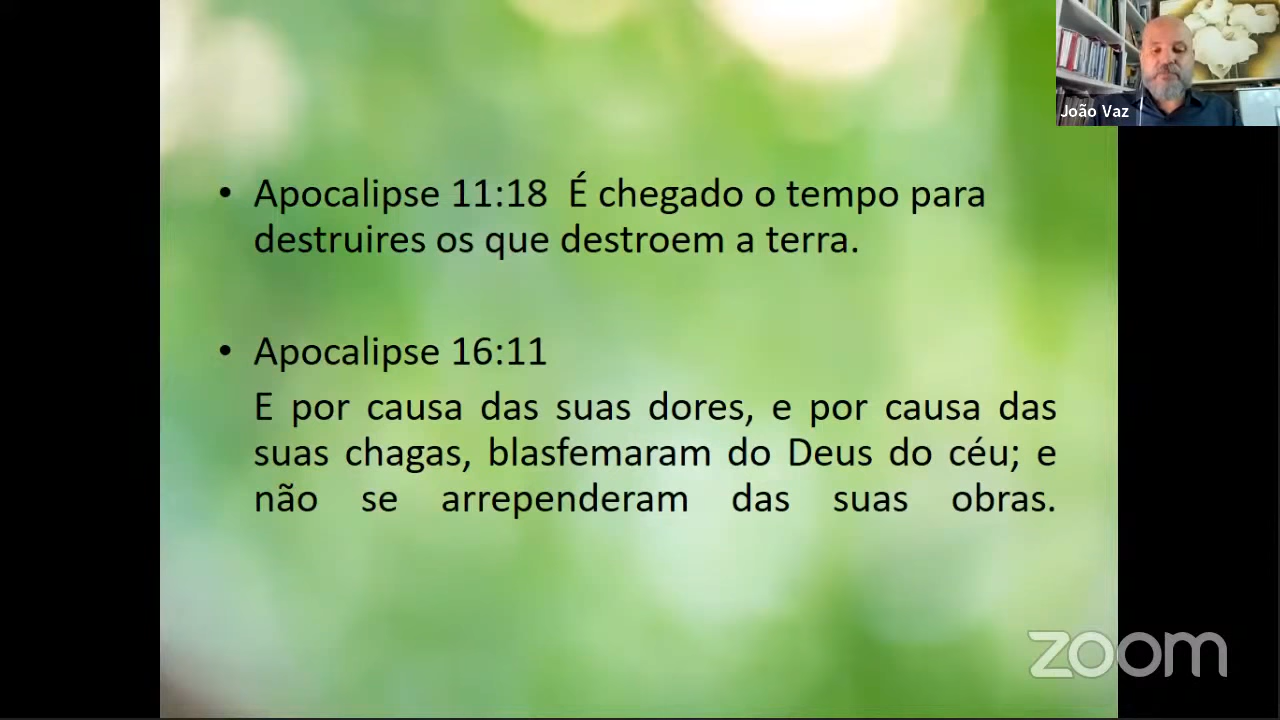 João Vaz
• Apocalipse 11:18  É chegado o tempo para
destruires os que destroem a terra.
• Apocalipse 16:11
E por causa das suas dores, e por causa das
suas chagas, blasfemaram do Deus do céu; e
não se arrependeram das suas obras.
zoom